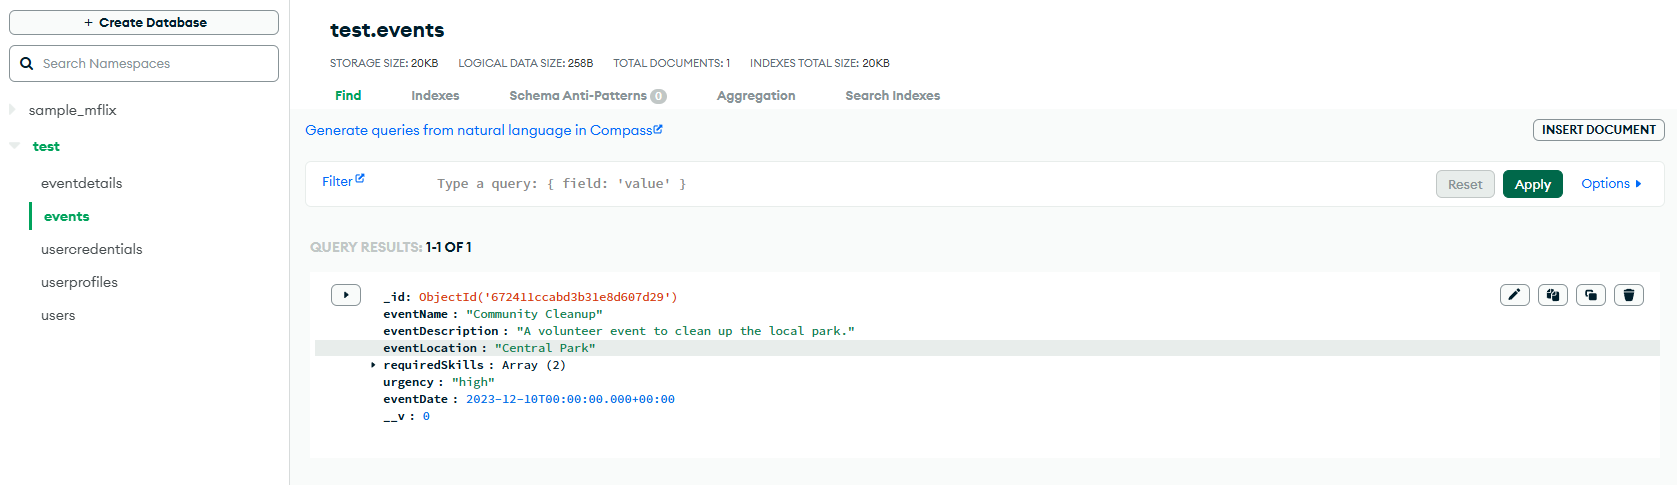 + Create Database
Search Namespaces
sample_mflix
test
eventdetails
events
usercredentials
userprofiles
users
test.events
STORAGE SIZE: 20KB LOGICAL DATA SIZE: 258B TOTAL DOCUMENTS: 1 INDEXES TOTAL SIZE: 20KB
Find Indexes Schema Anti-Patterns 0 Aggregation Search Indexes
Generate queries from natural language in Compass
INSERT DOCUMENT
Filter Type a query: { field: 'value' } Reset Apply Options
QUERY RESULTS: 1-1 OF 1
_id: ObjectId('672411ccabd3b31e8d607d29')
eventName : "Community Cleanup"
eventDescription : "A volunteer event to clean up the local park."
eventLocation : "Central Park"
requiredSkills : Array (2)
urgency : "high"
eventDate : 2023-12-10T00:00:00.000+00:00
__v : 0